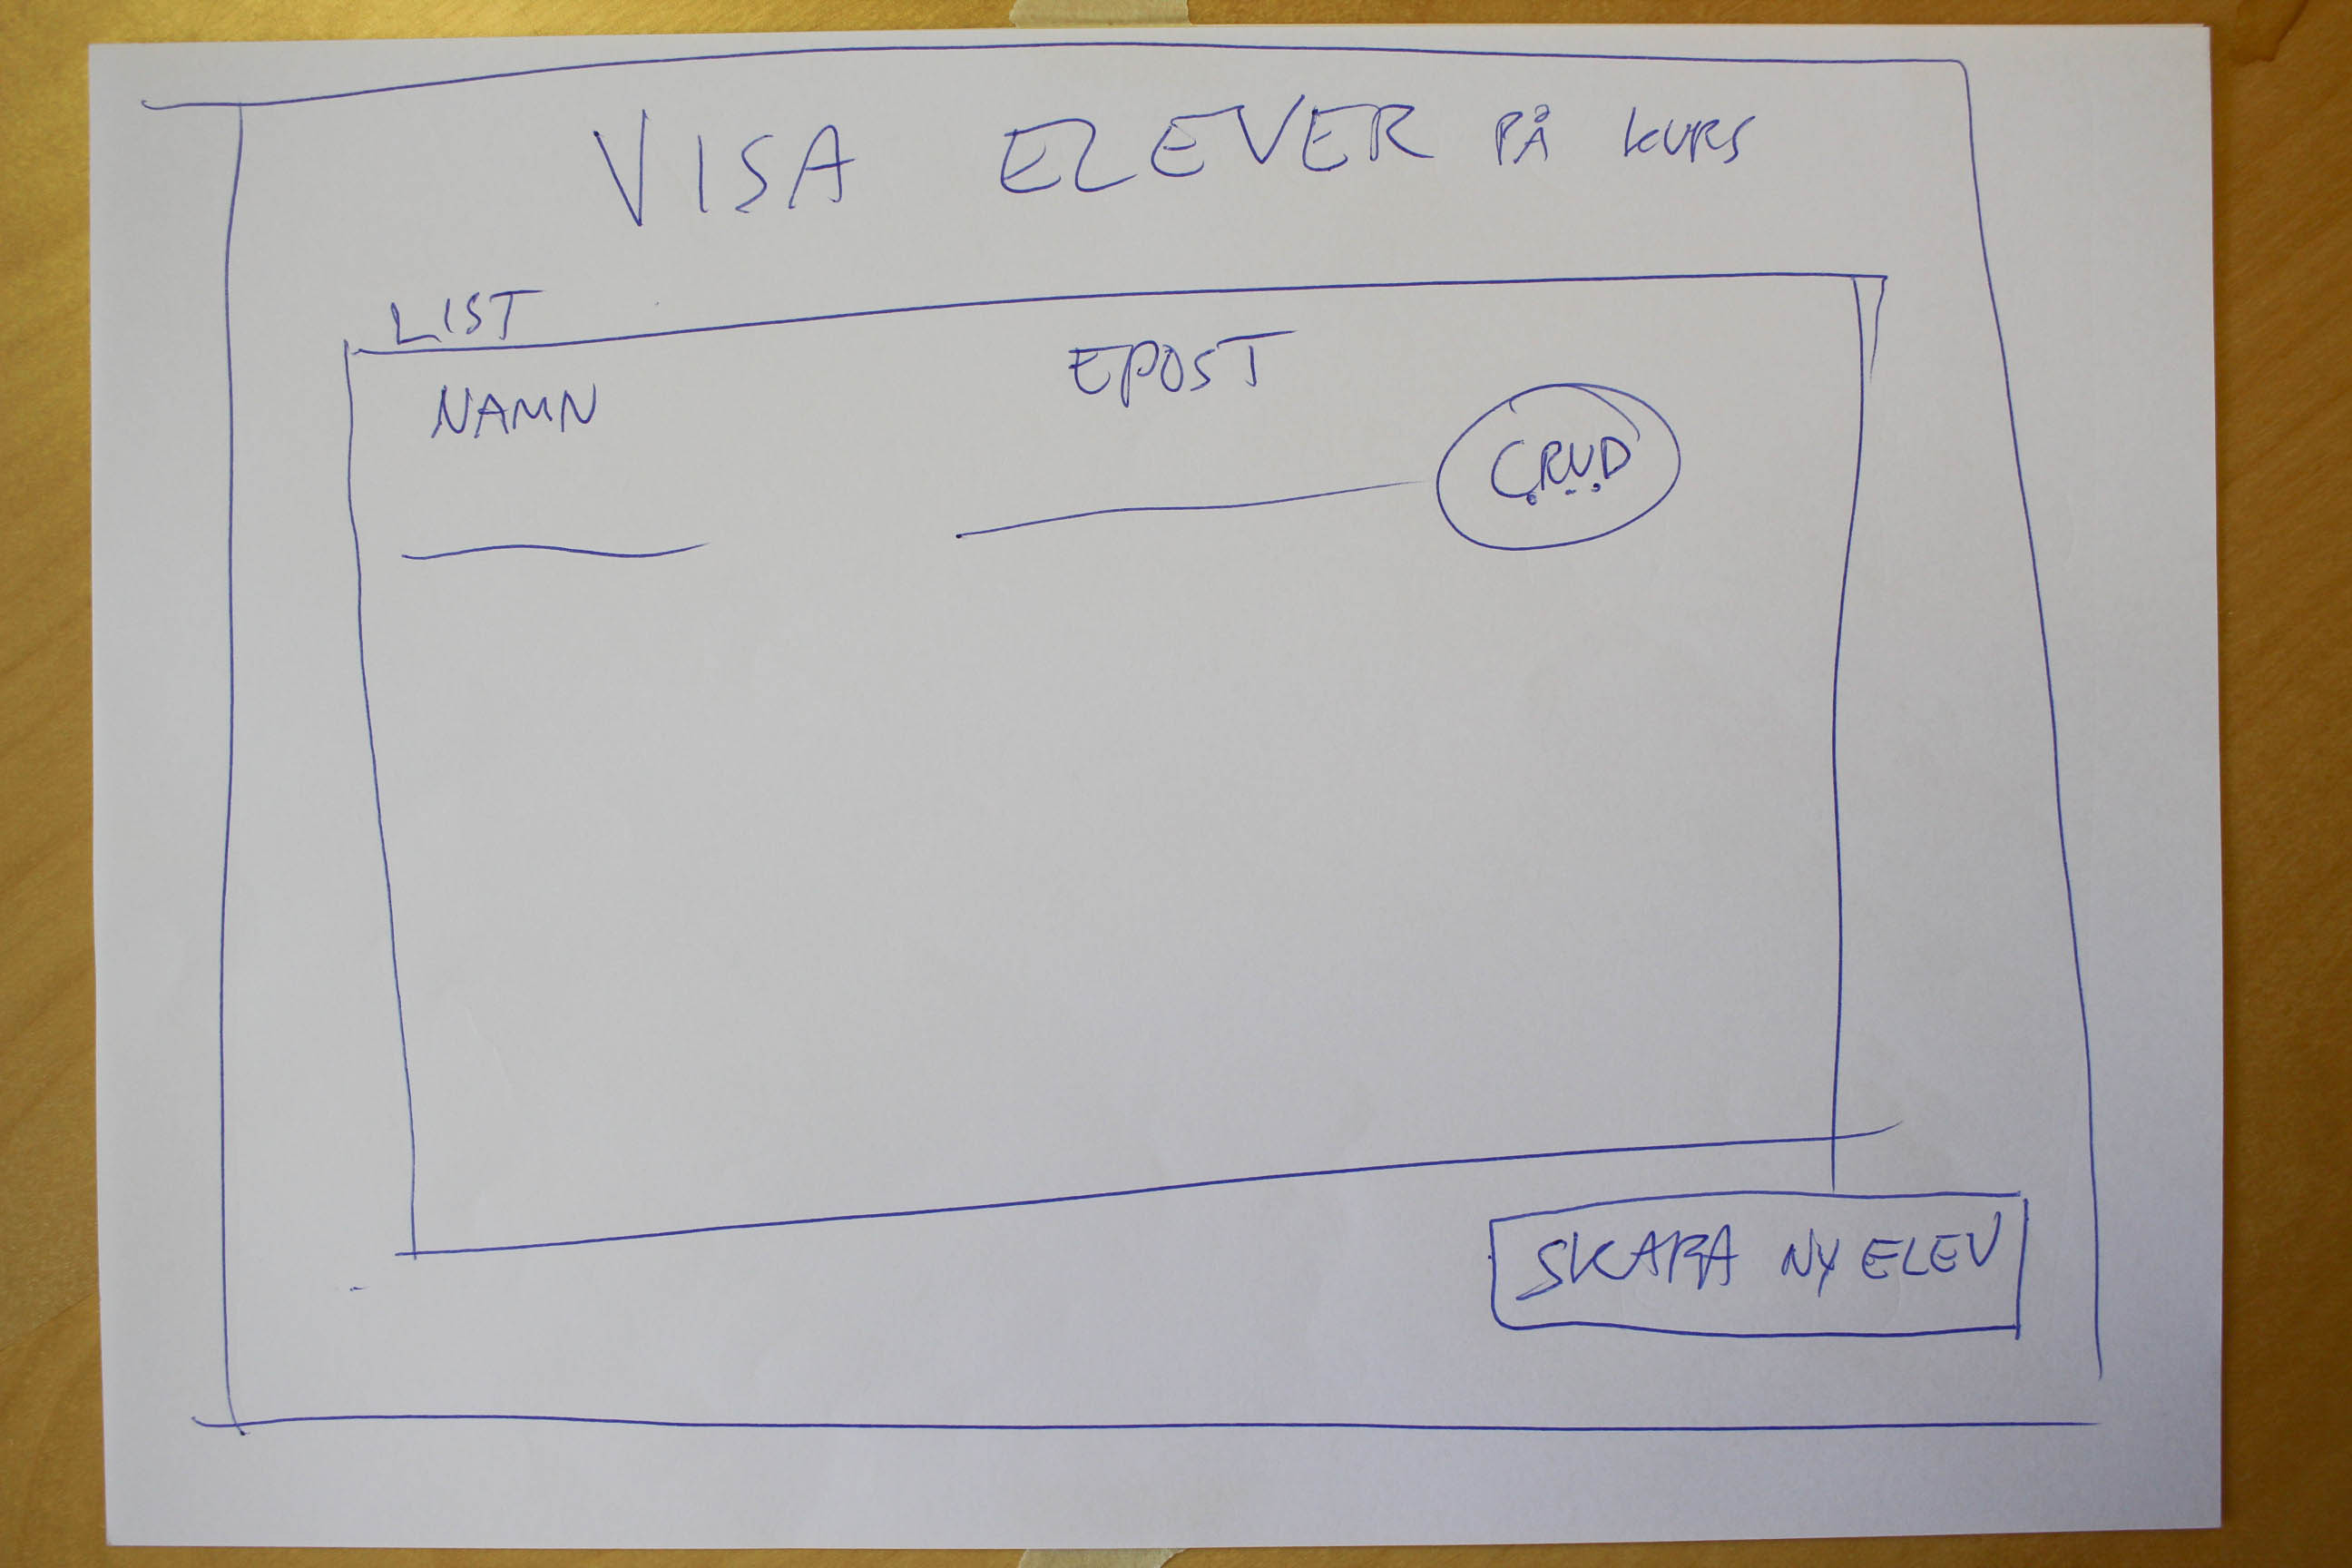 VISA ELEVER PÅ KURS
LIST
NAMN EPOST
CRUD
SKAPA NY ELEV